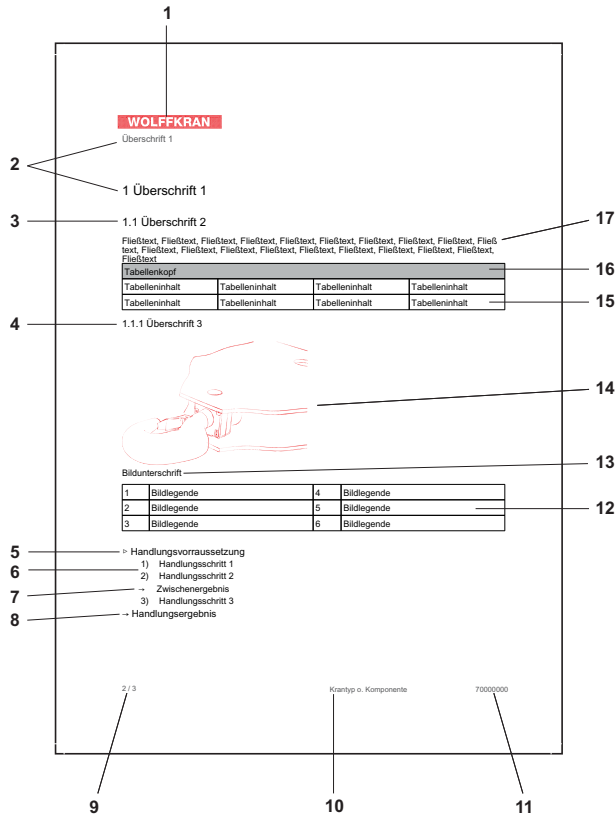 1
WOLFFKRAN
Überschrift 1
2
1 Überschrift 1
3
1.1 Überschrift 2
17
Fließtext, Fließtext, Fließtext, Fließtext, Fließtext, Fließtext, Fließtext, Fließtext, Fließtext, Fließ
text, Fließtext, Fließtext, Fließtext, Fließtext, Fließtext, Fließtext, Fließtext, Fließtext, Fließtext,
Fließtext
Tabellenkopf
16
Tabelleninhalt Tabelleninhalt Tabelleninhalt Tabelleninhalt
Tabelleninhalt Tabelleninhalt Tabelleninhalt Tabelleninhalt
15
4
1.1.1 Überschrift 3
14
Bildunterschrift
13
1 Bildlegende 4 Bildlegende
2 Bildlegende 5 Bildlegende
12
3 Bildlegende 6 Bildlegende
5
▷ Handlungsvorraussetzung
6
1) Handlungsschritt 1
2) Handlungsschritt 2
7
→ Zwischenergebnis
3) Handlungsschritt 3
8
→ Handlungsergebnis
2 / 3 Krantyp o. Komponente 70000000
9 10 11